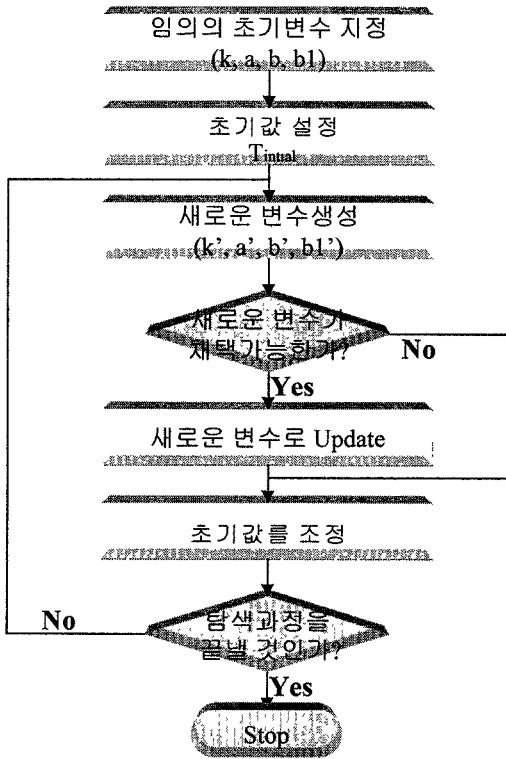 임의의 초기변수 지정
(k, a, b, b1)
초기값 설정
Tintial
새로운 변수생성
(k’, a’, b’, b1’)
새로운 변수가
채택가능한가?
No
Yes
새로운 변수로 Update
초기값를 조정
탐색과정을
끝낼 것인가?
No
Yes
Stop